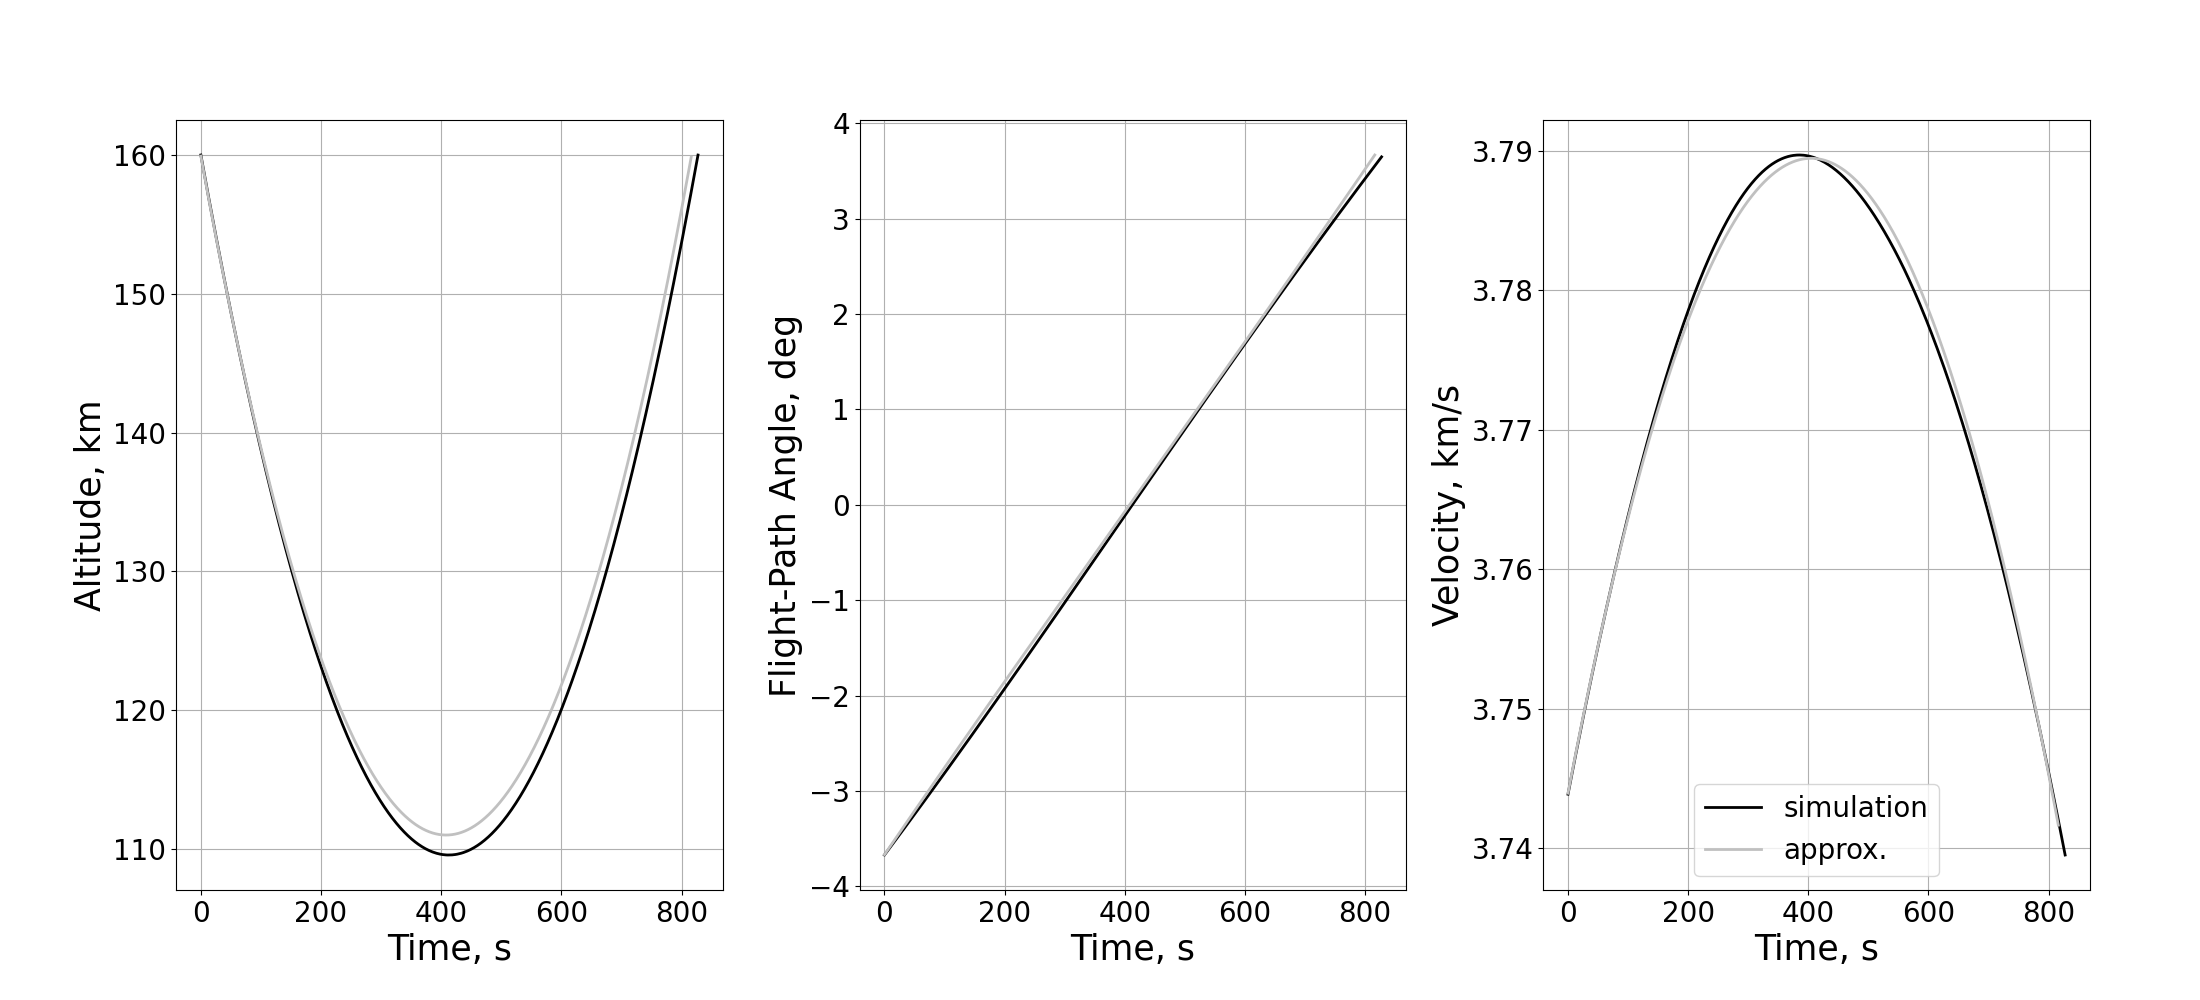 Altitude, km
160
150
140
130
120
110
0 200 400 600 800
Time, s
Flight-Path Angle, deg
4
3
2
1
0
−1
−2
−3
−4
0 200 400 600 800
Time, s
Velocity, km/s
3.79
3.78
3.77
3.76
3.75
3.74
simulation
approx.
0 200 400 600 800
Time, s